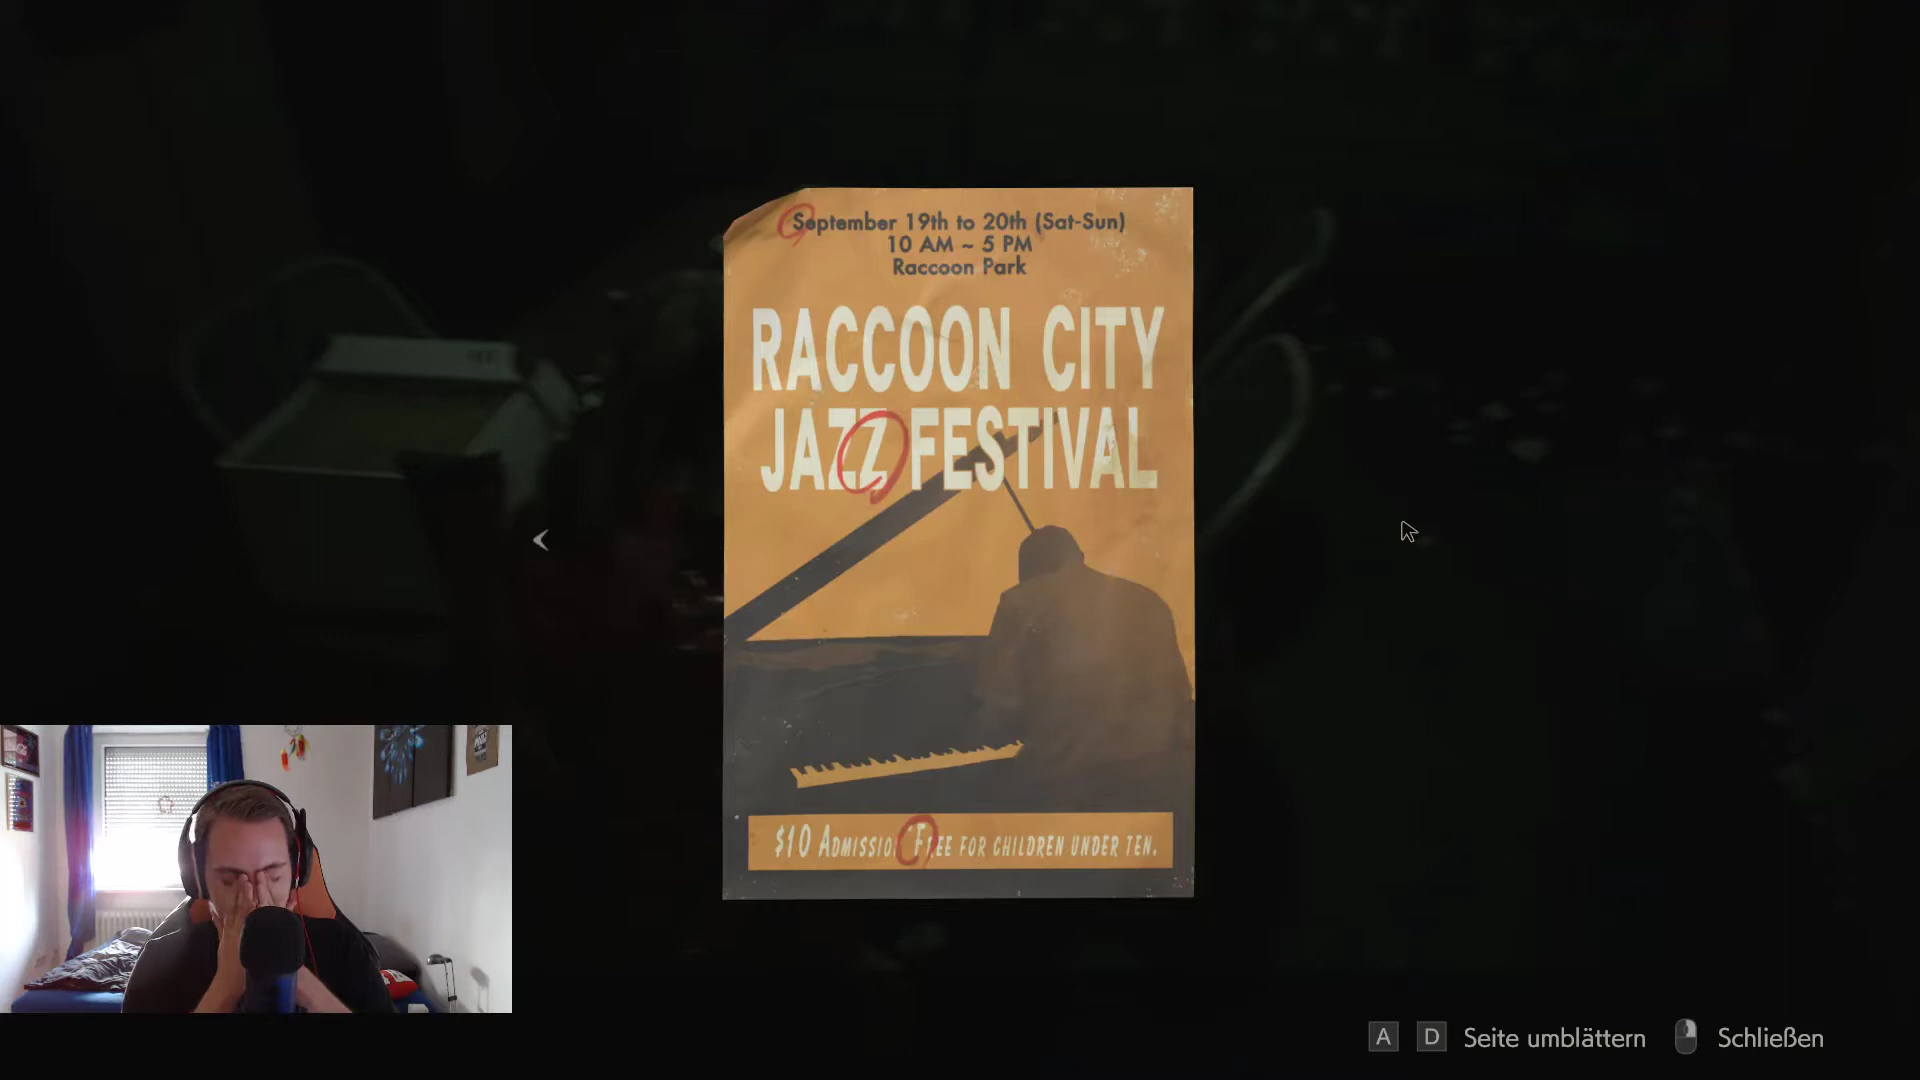 September 19th to 20th (Sat-Sun)
10 AM ~ 5 PM
Raccoon Park
RACCOON CITY
JAZZ FESTIVAL
$10 ADMISSION FREE FOR CHILDREN UNDER TEN.
A D Seite umblättern Schließen